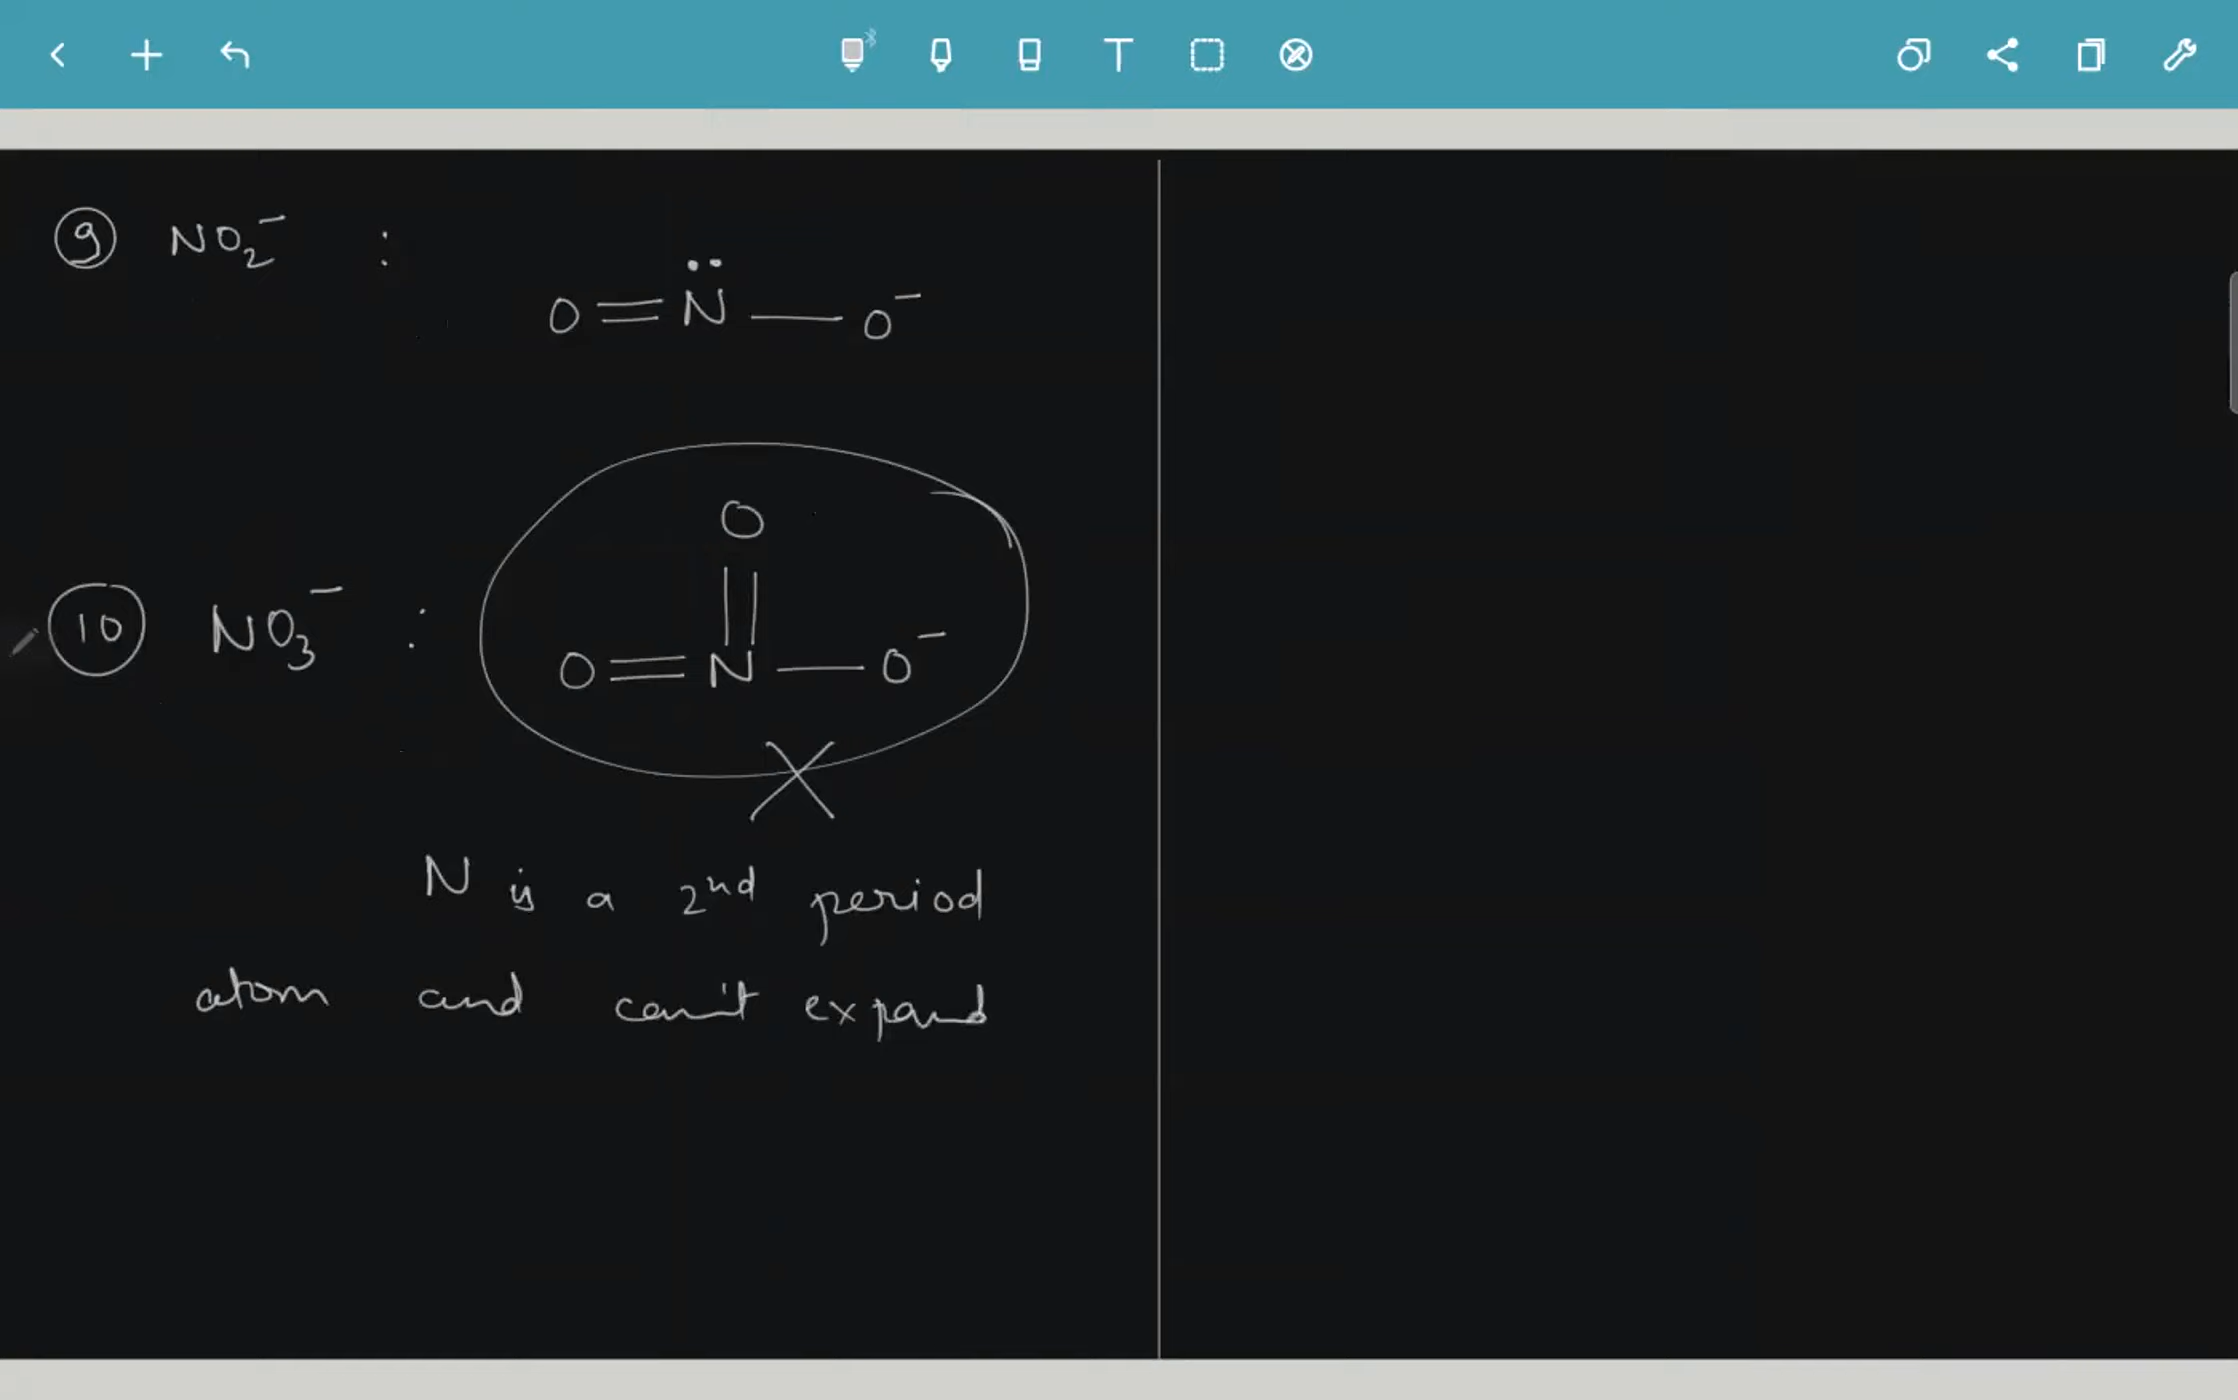 9 NO₂⁻ :
O=N̈—O⁻
O
||
10 NO₃⁻ : O=N—O⁻
X
N is a 2nd period
atom and can't expand